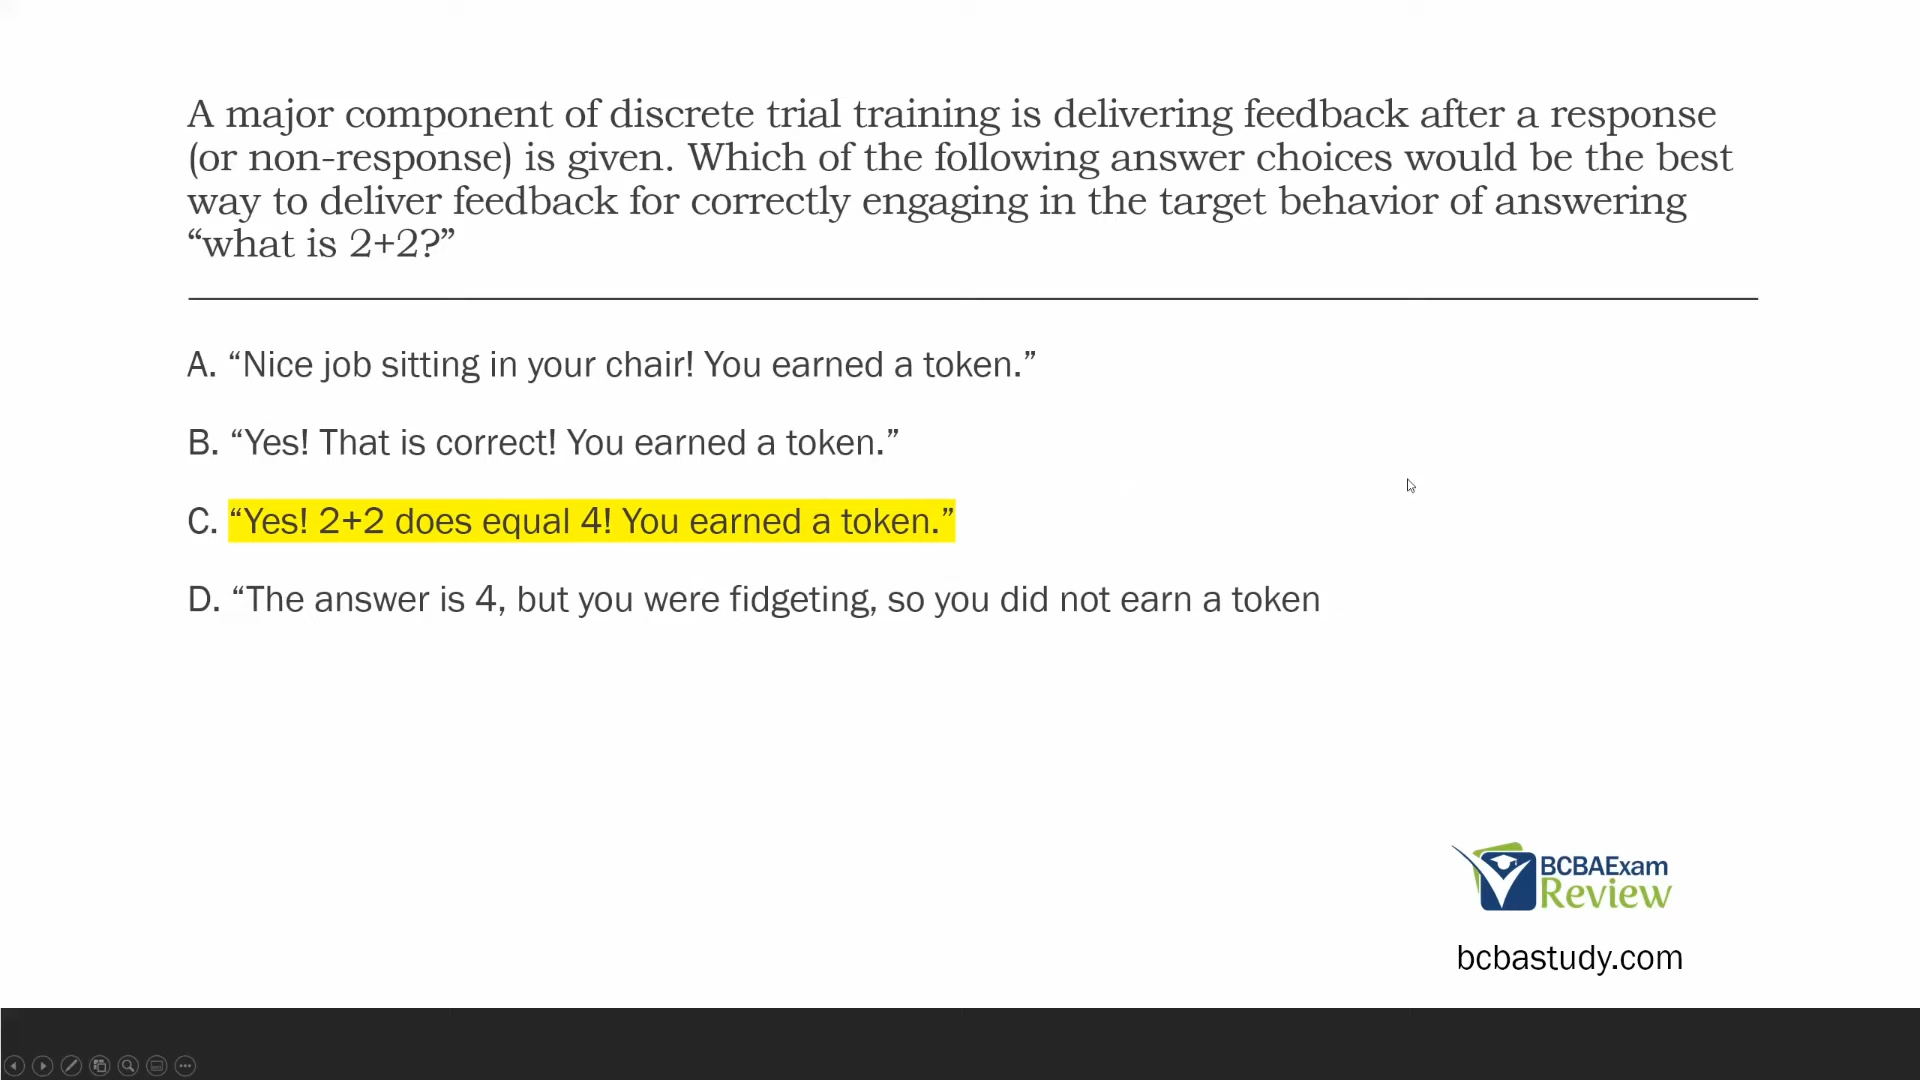 A major component of discrete trial training is delivering feedback after a response
(or non-response) is given. Which of the following answer choices would be the best
way to deliver feedback for correctly engaging in the target behavior of answering
“what is 2+2?”
A. “Nice job sitting in your chair! You earned a token.”
B. “Yes! That is correct! You earned a token.”
C. “Yes! 2+2 does equal 4! You earned a token.”
D. “The answer is 4, but you were fidgeting, so you did not earn a token
BCBAExam
Review
bcbastudy.com